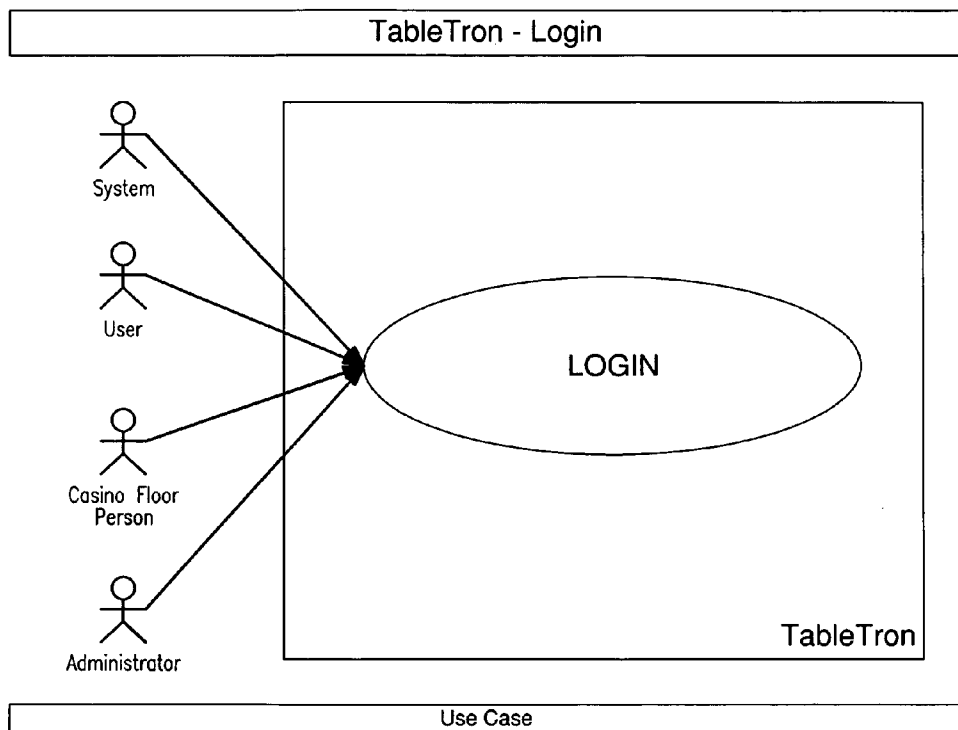 TableTron - Login
System
User
LOGIN
Casino Floor
Person
Administrator
TableTron
Use Case